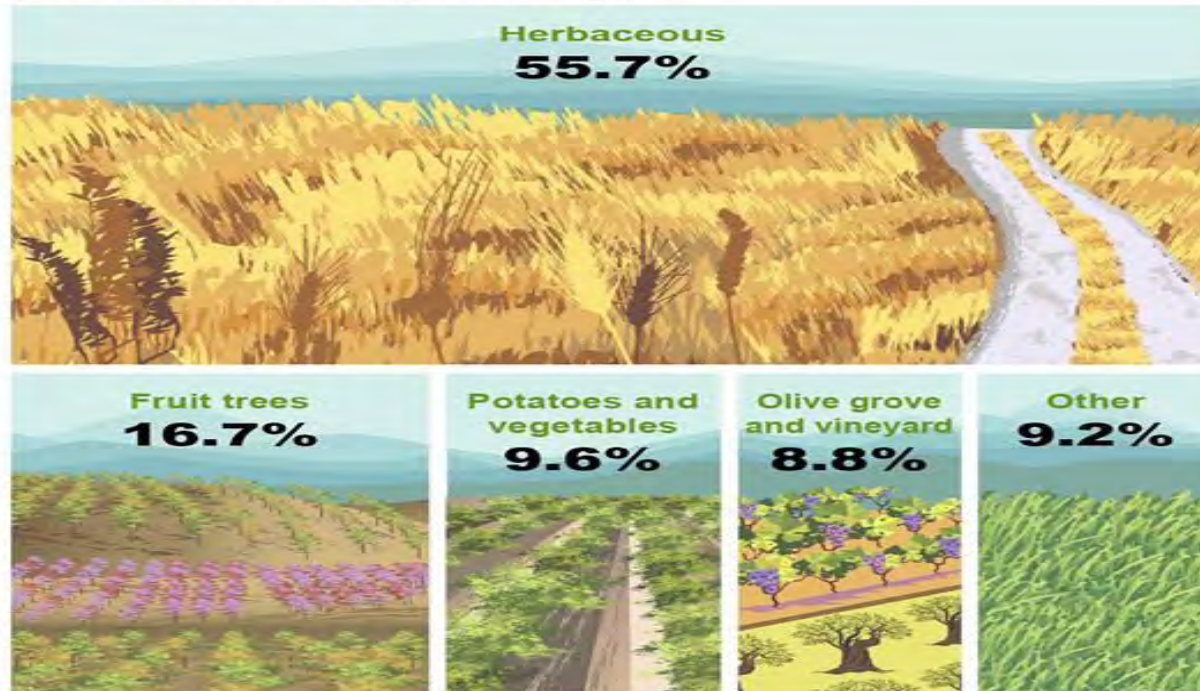 Herbaceous
55.7%
Fruit trees
16.7%
Potatoes and
vegetables
9.6%
Olive grove
and vineyard
8.8%
Other
9.2%